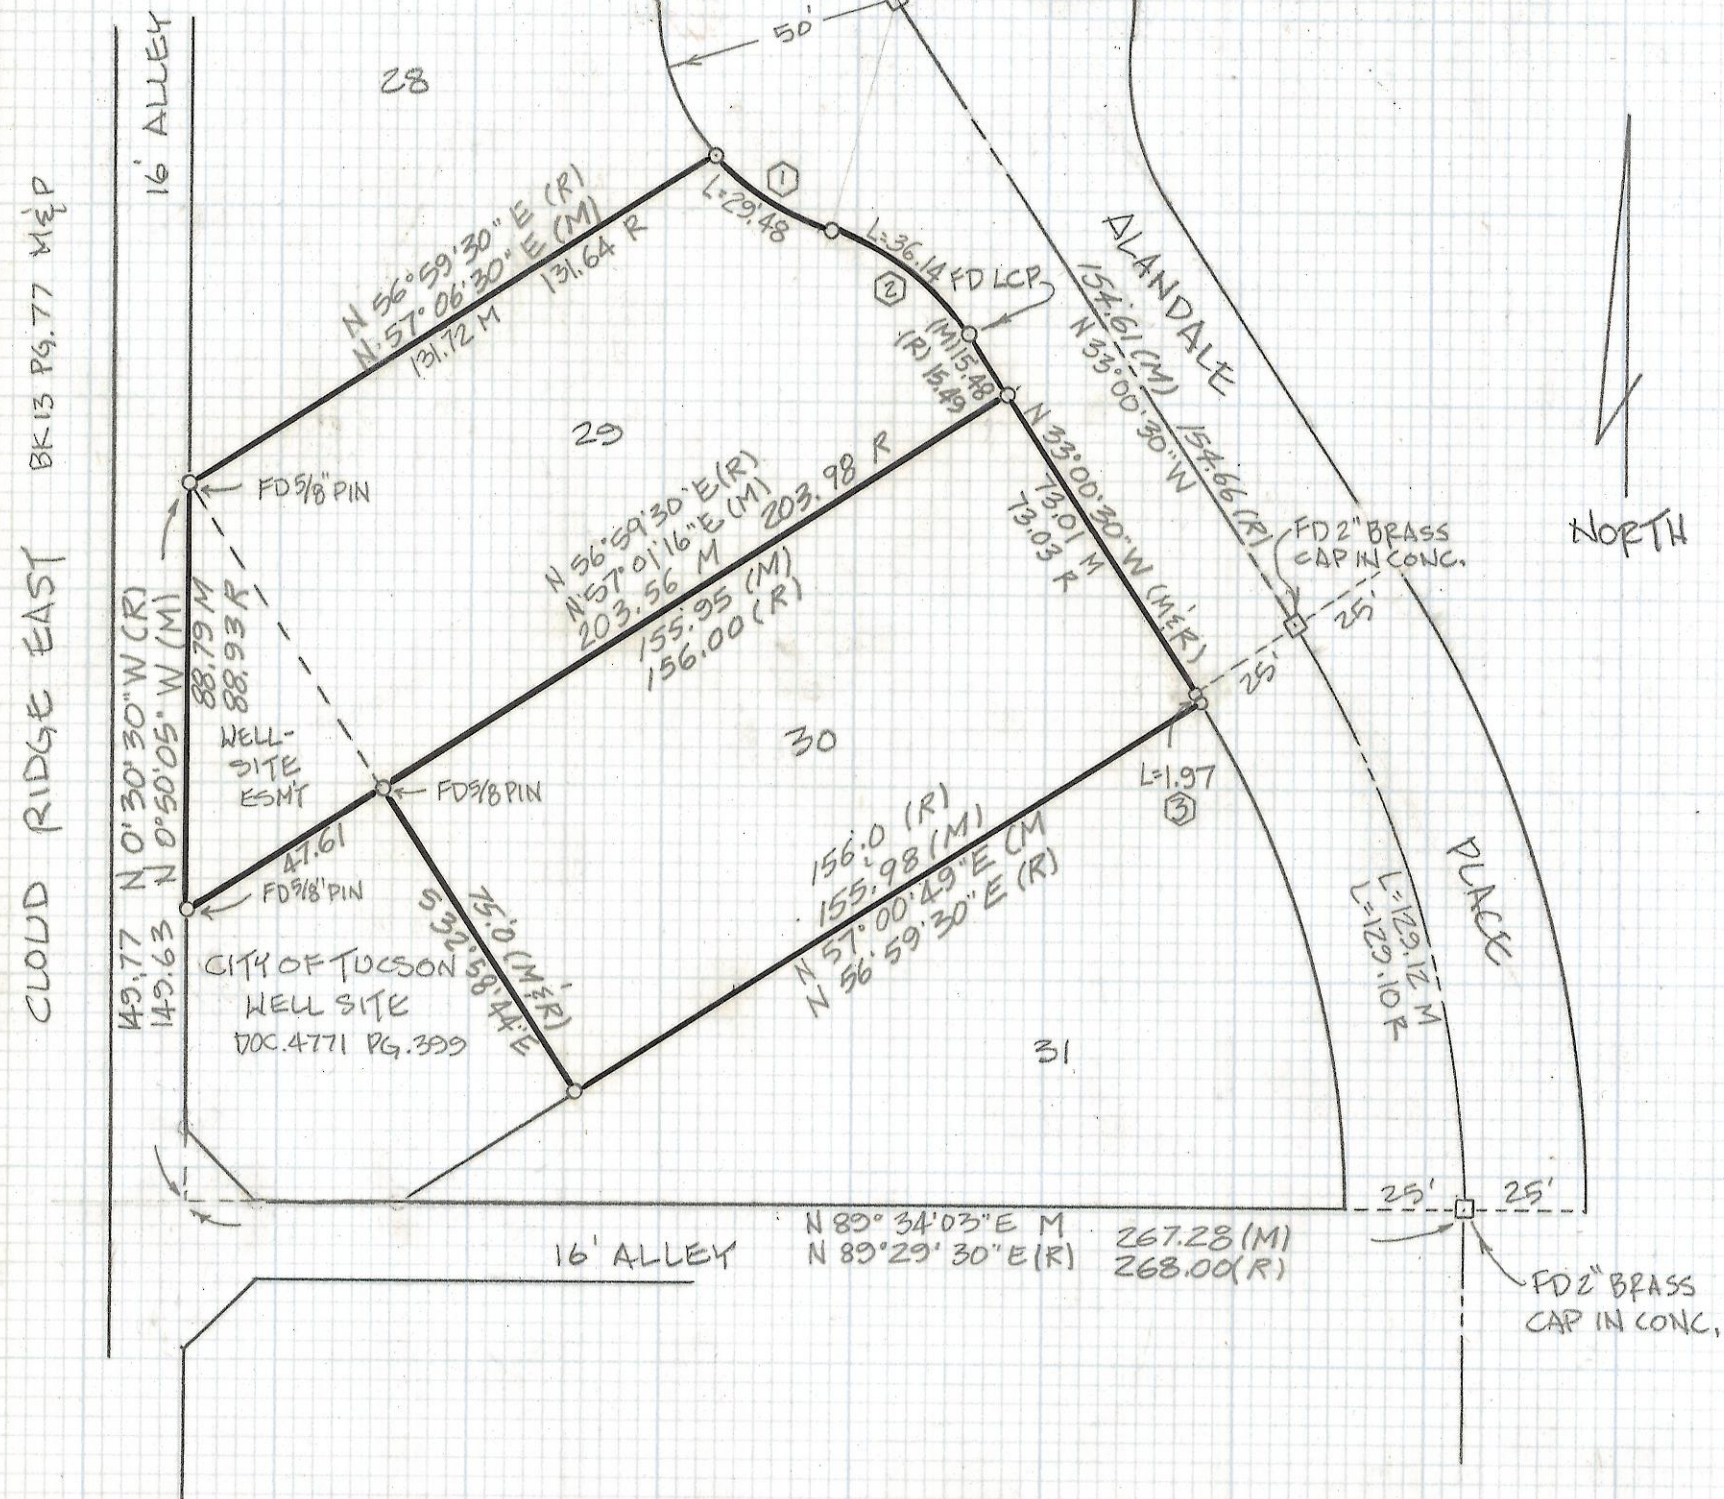 50'
28
16' ALLEY
1
L=29.48
L=36.14
2
FD LCP
(M) 15.48
(R) 15.49
ALANDALE
PLACE
154.61 (M)
154.66 (R)
N 33°00'30" W
N 56°59'30" E (R)
N 57°06'30" E (M)
131.64 R
131.72 M
29
FD 5/8" PIN
BK 13 PG. 77 M&P
CLOUD RIDGE EAST
NORTH
FD 2" BRASS
CAP IN CONC.
25'
25'
N 33°00'30" W (M&R)
73.01 M
73.03 R
N 56°59'30" E (R)
N 57°01'16" E (M)
203.98 R
203.56 M
155.95 (M)
156.00 (R)
88.79 M
88.93 R
N 0°30'30" W (R)
N 0°50'05" W (M)
149.77
149.63
WELL-
SITE
ESMT
30
FD 5/8 PIN
L=1.97
3
47.61
FD 5/8" PIN
75.0 (M&R)
S 32°58'44" E
156.0 (R)
155.98 (M)
N 57°00'49" E (M
N 56°59'30" E (R)
CITY OF TUCSON
WELL SITE
DOC. 4771 PG. 399
L=129.12 M
L=129.10 R
31
25'
25'
N 89°34'03" E M
N 89°29'30" E (R)
267.28 (M)
268.00 (R)
16' ALLEY
FD 2" BRASS
CAP IN CONC.